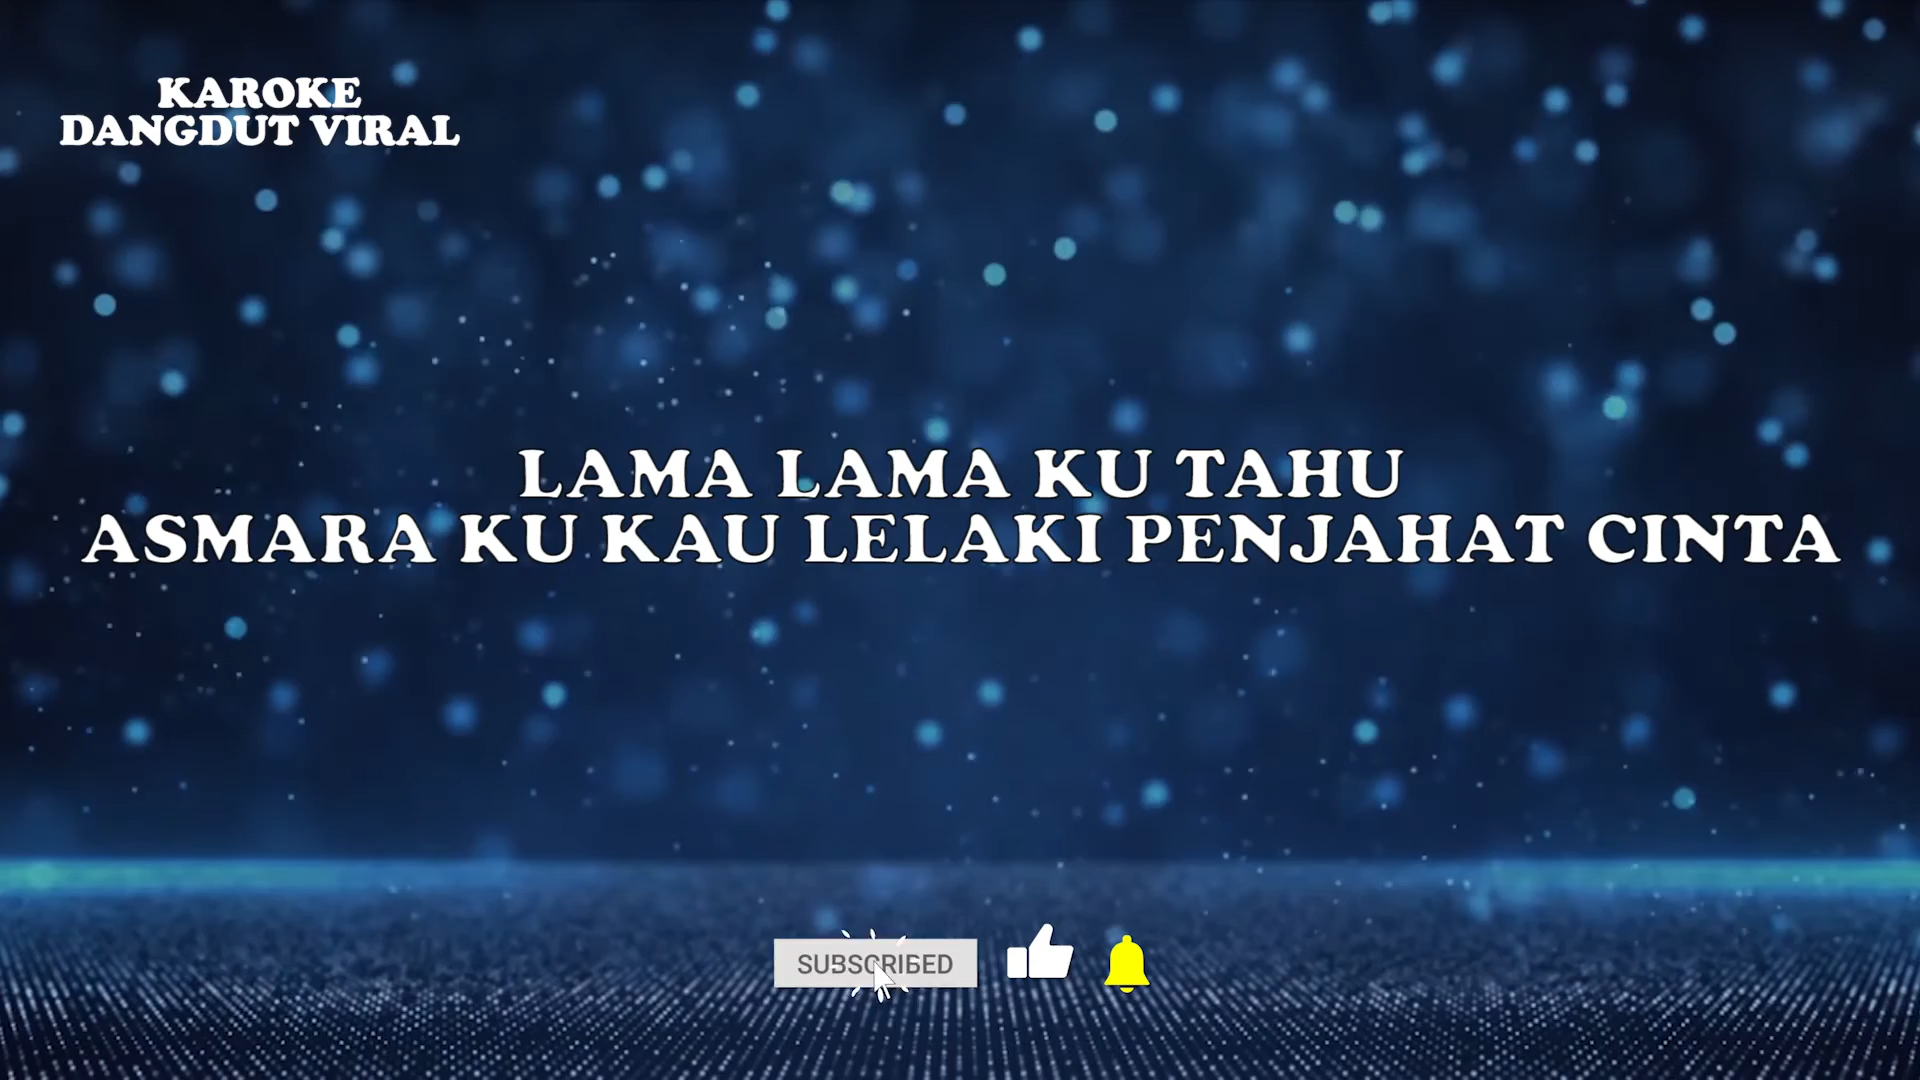 KAROKE
DANGDUT VIRAL
LAMA LAMA KU TAHU
ASMARA KU KAU LELAKI PENJAHAT CINTA
SUBSCRIBED